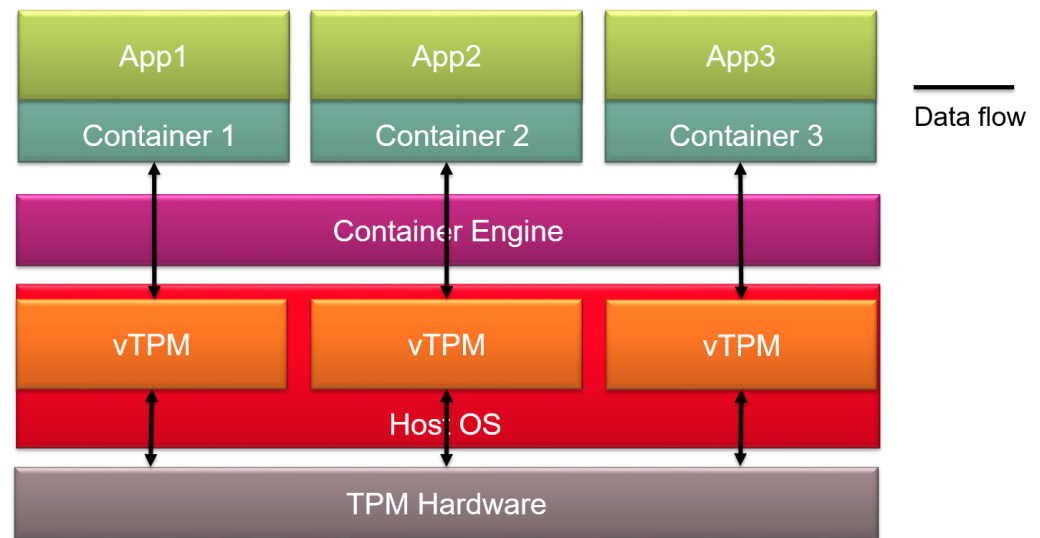 App1
App2
App3
Container 1
Container 2
Container 3
Data flow
Container Engine
vTPM
vTPM
vTPM
Host OS
TPM Hardware